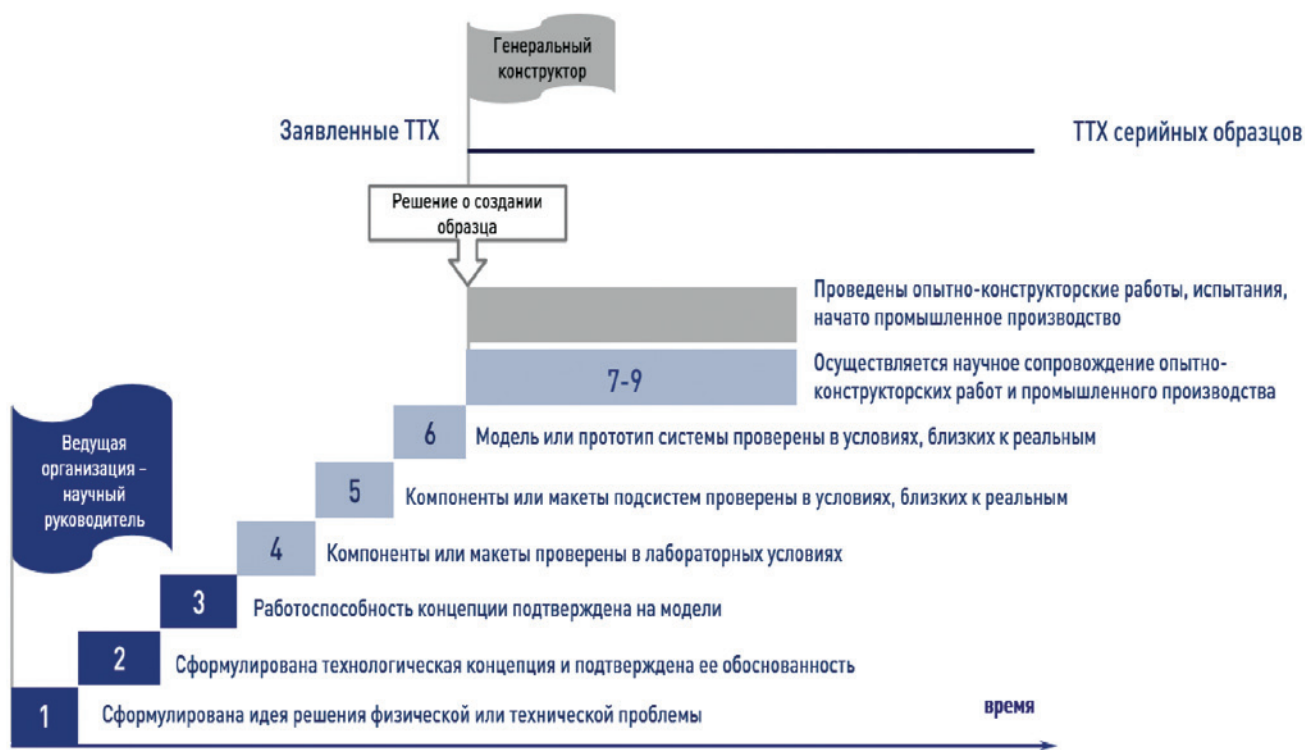 Генеральный
конструктор
Заявленные ТТХ
ТТХ серийных образцов
Решение о создании
образца
Проведены опытно-конструкторские работы, испытания,
начато промышленное производство
7-9
Осуществляется научное сопровождение опытно-
конструкторских работ и промышленного производства
Ведущая
организация –
научный
руководитель
6
Модель или прототип системы проверены в условиях, близких к реальным
5
Компоненты или макеты подсистем проверены в условиях, близких к реальным
4
Компоненты или макеты проверены в лабораторных условиях
3
Работоспособность концепции подтверждена на модели
2
Сформулирована технологическая концепция и подтверждена ее обоснованность
1
Сформулирована идея решения физической или технической проблемы
время